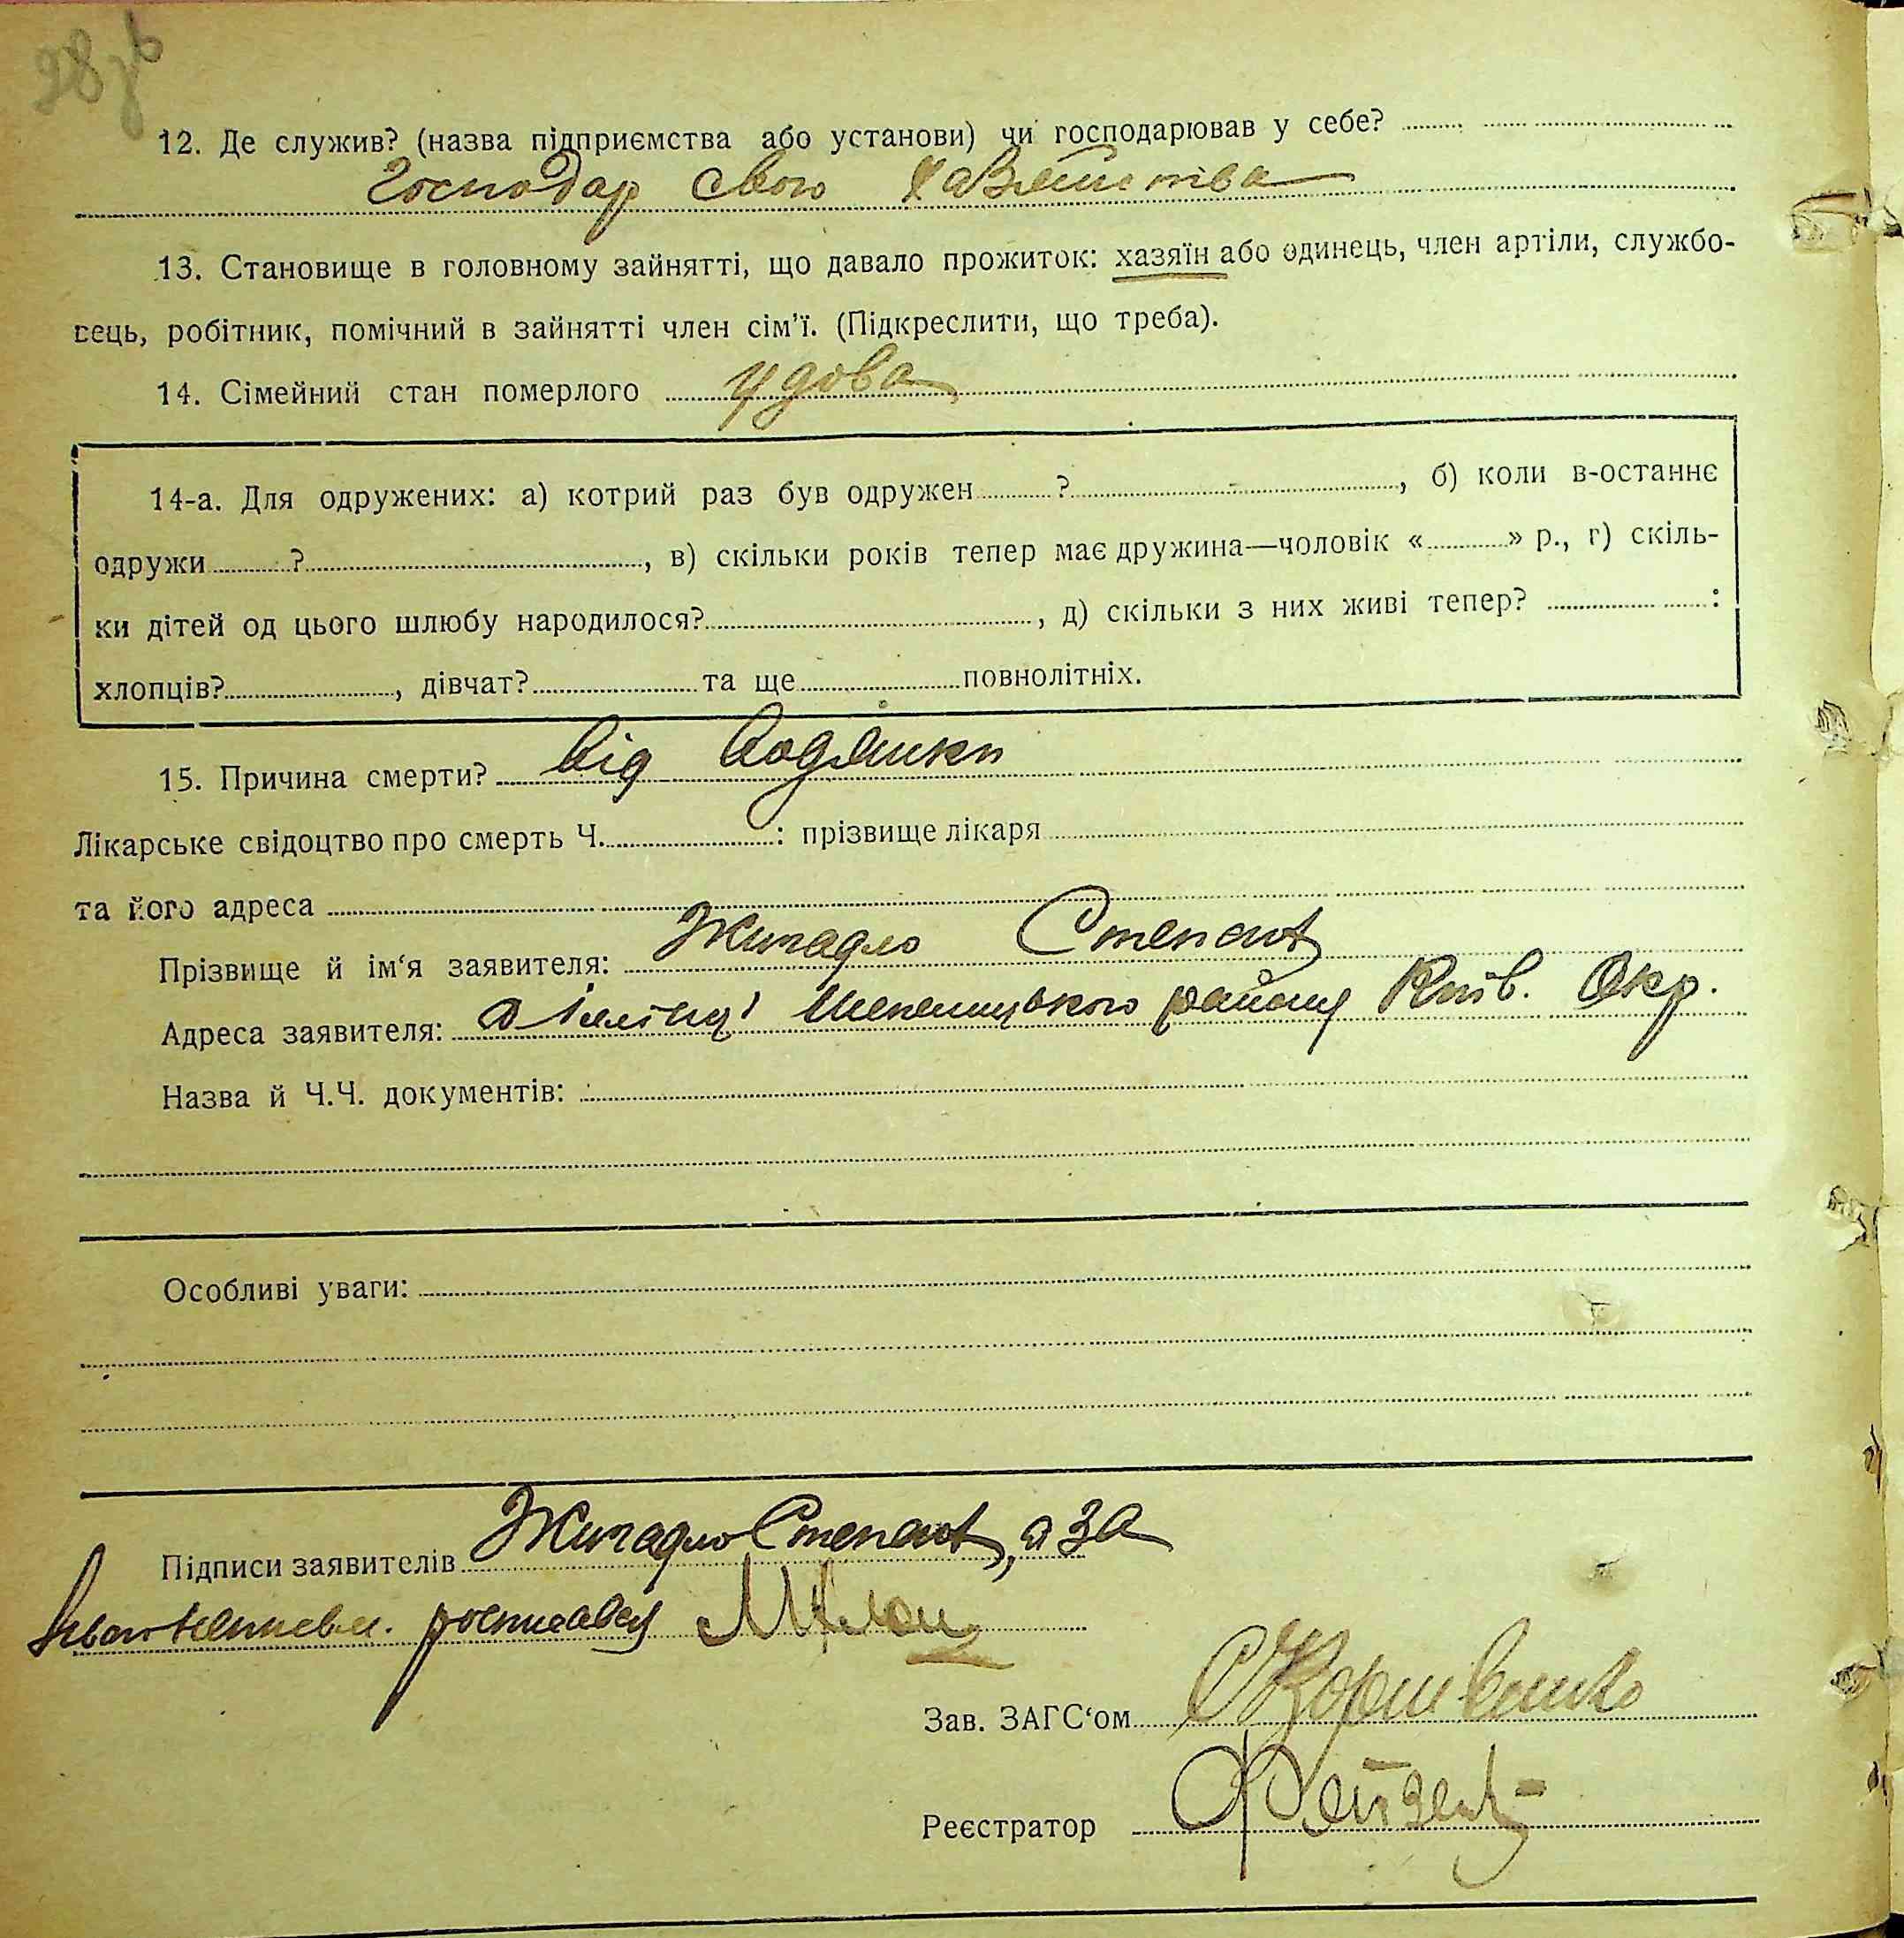 28зв
12. Де служив? (назва підприємства або установи) чи господарював у себе?
Господар свого
13. Становище в головному зайнятті, що давало прожиток: хазяїн або одинець, член артіли, службо-
вець, робітник, помічний в зайнятті член сім'ї. (Підкреслити, що треба).
14. Сімейний стан померлого удова
14-а. Для одружених: а) котрий раз був одружен ?, б) коли в-останнє
одружи ?, в) скільки років тепер має дружина—чоловік « » р., г) скіль-
ки дітей од цього шлюбу народилося?, д) скільки з них живі тепер? :
хлопців?, дівчат? та ще повнолітніх.
15. Причина смерти? від водянки
Лікарське свідоцтво про смерть Ч. : прізвище лікаря
та його адреса
Прізвище й ім‘я заявителя: Жигадло Степан
Адреса заявителя: району Київ. Окр.
Назва й Ч.Ч. документів:
Особливі уваги:
Підписи заявителів Жигадло Степан, а за
росписавсь
Зав. ЗАГС‘ом
Реєстратор